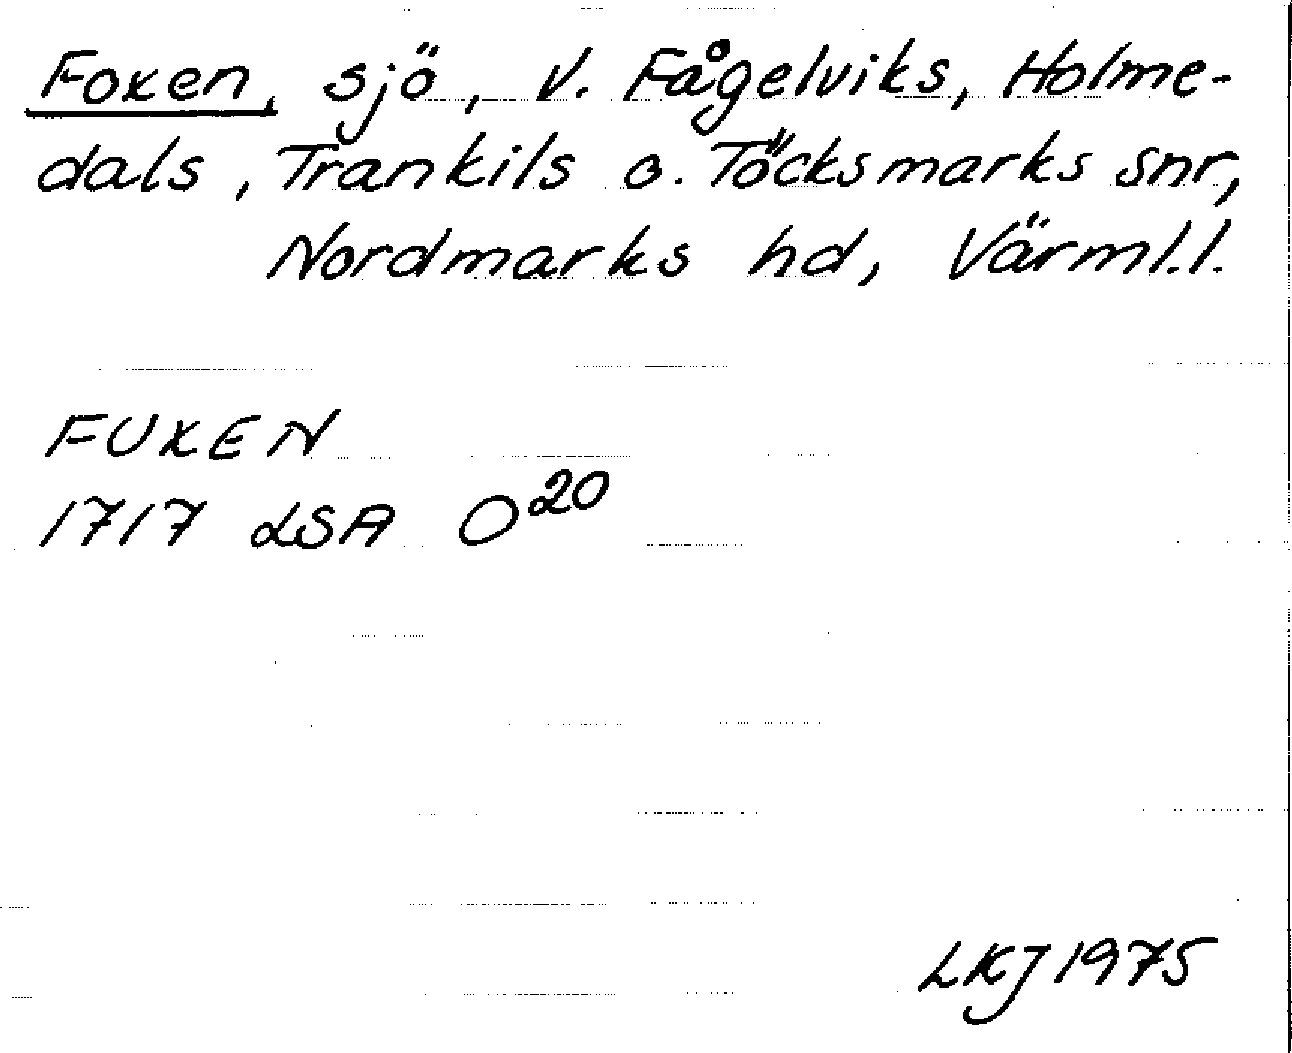 Foxen, sjö, V. Fågelviks, Holme-
dals, Trankils o. Töcksmarks snr,
Nordmarks hd, Värml.l.
FUXEN
1717 LSA O²⁰
LKJ 1975